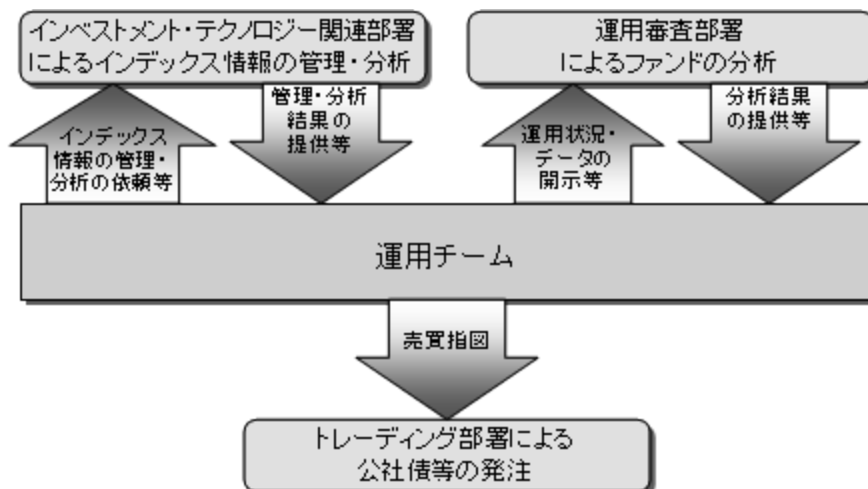 インベストメント・テクノロジー関連部署
によるインデックス情報の管理・分析
運用審査部署
によるファンドの分析
インデックス
情報の管理・
分析の依頼等
管理・分析
結果の
提供等
運用状況・
データの
開示等
分析結果
の提供等
運用チーム
売買指図
トレーディング部署による
公社債等の発注